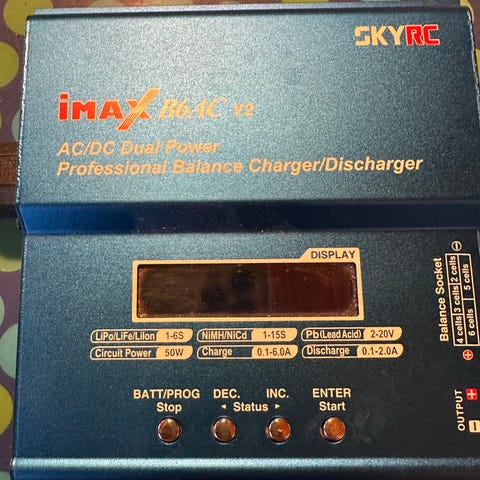 SKYRC
iMAX B6AC V2
AC/DC Dual Power
Professional Balance Charger/Discharger
DISPLAY
LiPo/LiFe/LiIon 1-6S NiMH/NiCd 1-15S Pb(Lead Acid) 2-20V
Circuit Power 50W Charge 0.1-6.0A Discharge 0.1-2.0A
BATT/PROG DEC. INC. ENTER
Stop ◂ Status ▸ Start
Balance Socket
2 cells
3 cells
4 cells
5 cells
6 cells
OUTPUT